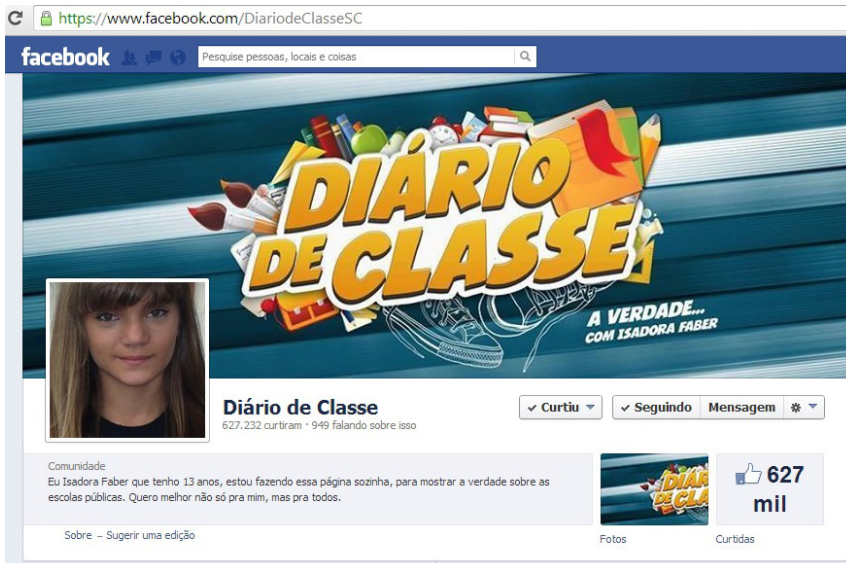 https://www.facebook.com/DiariodeClasseSC
facebook
Pesquise pessoas, locais e coisas
DIÁRIO
DE CLASSE
A VERDADE...
COM ISADORA FABER
Diário de Classe
627.232 curtiram · 949 falando sobre isso
Curtiu
Seguindo
Mensagem
Comunidade
Eu Isadora Faber que tenho 13 anos, estou fazendo essa página sozinha, para mostrar a verdade sobre as
escolas públicas. Quero melhor não só pra mim, mas pra todos.
Sobre – Sugerir uma edição
DIÁR
DE CLA
Fotos
627
mil
Curtidas